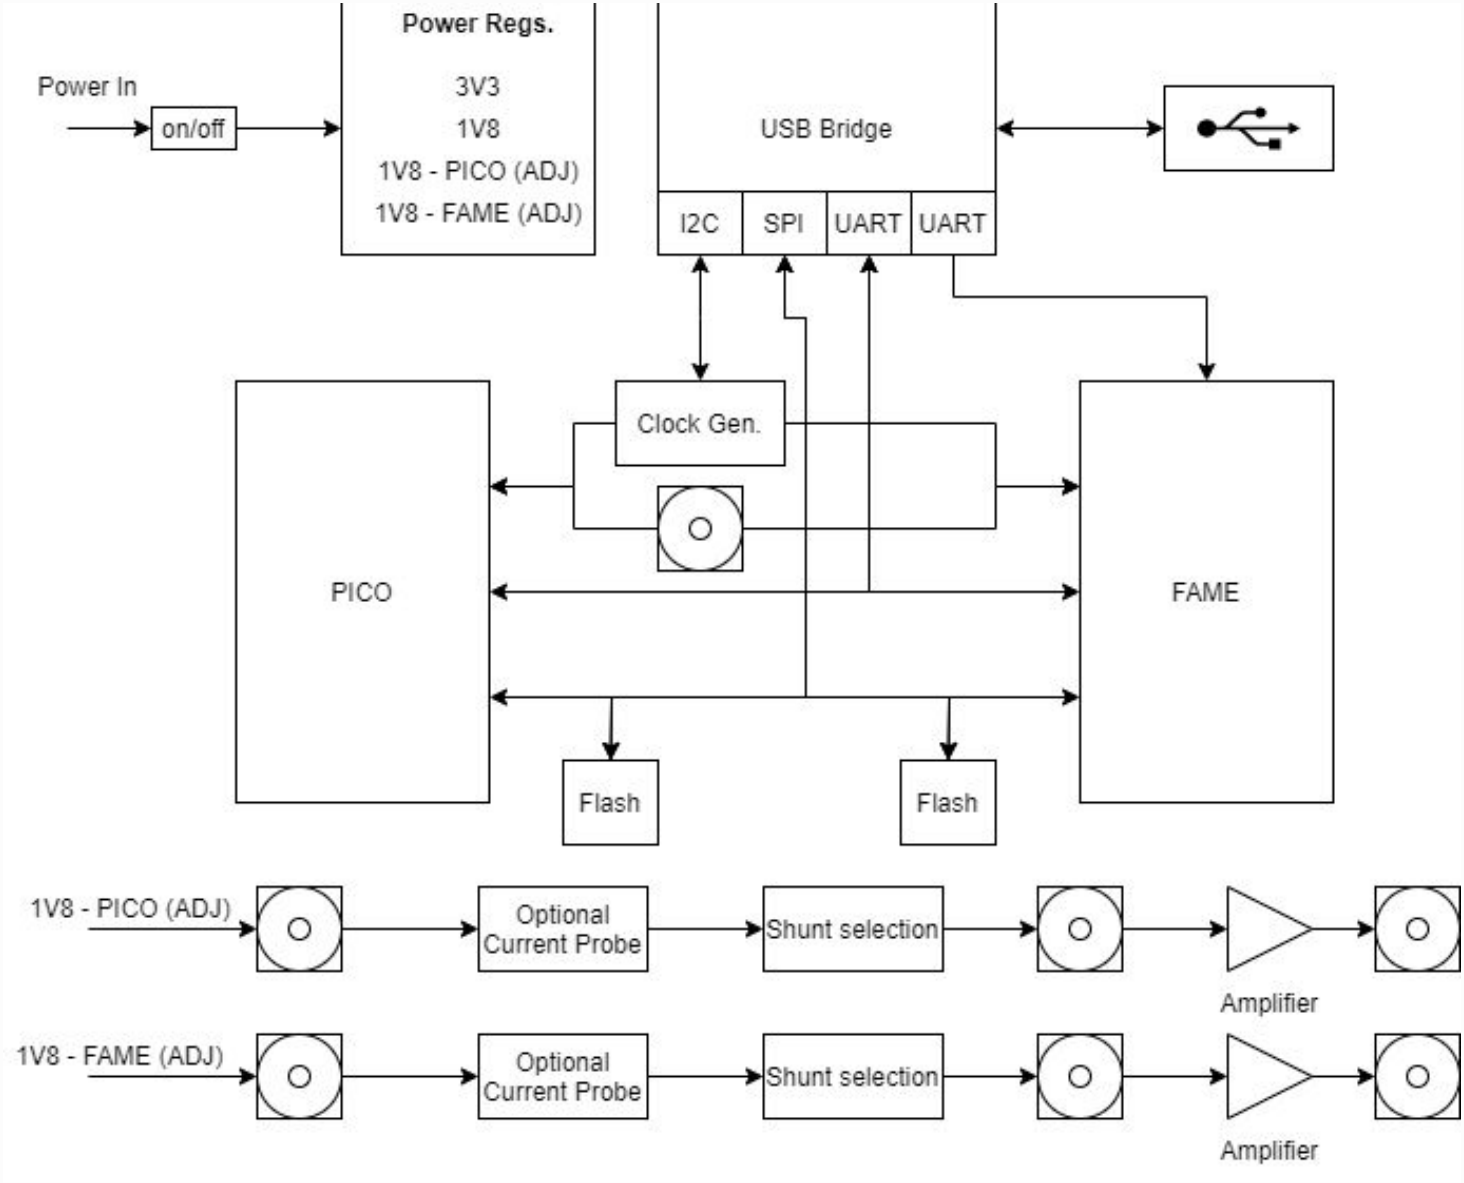 Power Regs.
Power In
3V3
on/off
1V8
USB Bridge
1V8 - PICO (ADJ)
1V8 - FAME (ADJ)
I2C
SPI
UART
UART
Clock Gen.
PICO
FAME
Flash
Flash
1V8 - PICO (ADJ)
Optional
Current Probe
Shunt selection
Amplifier
1V8 - FAME (ADJ)
Optional
Current Probe
Shunt selection
Amplifier